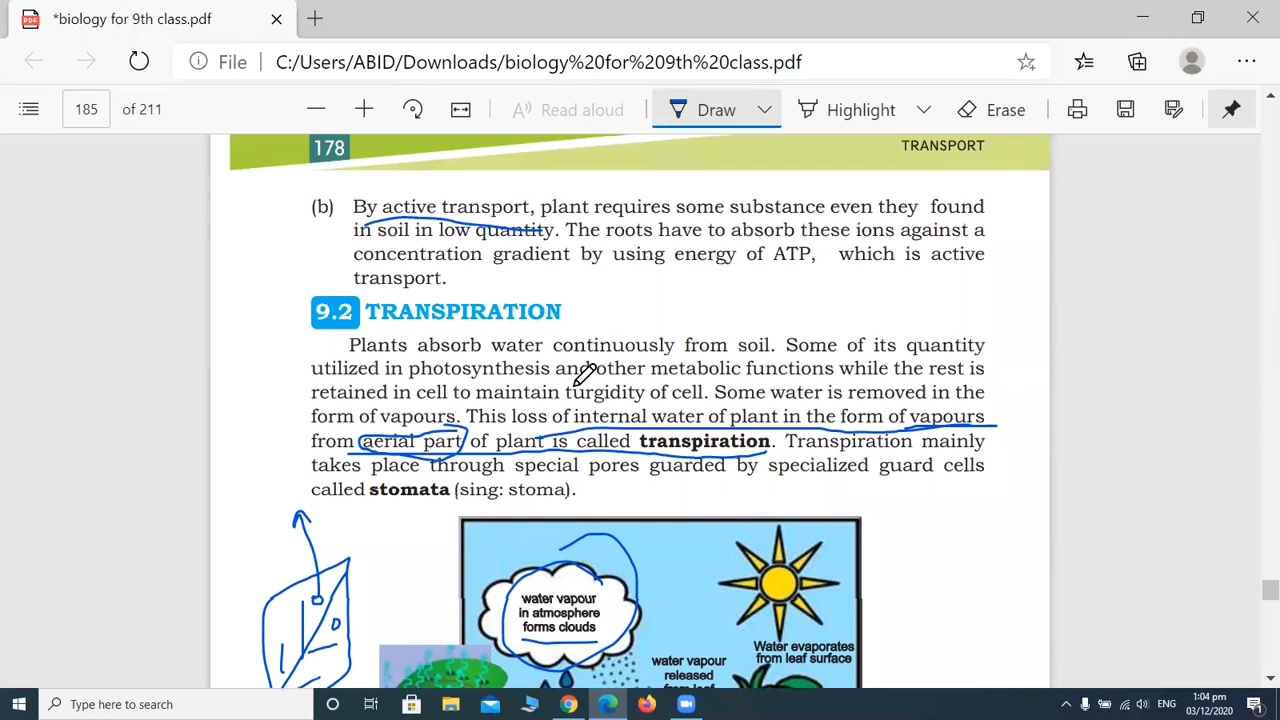 *biology for 9th class.pdf
File | C:/Users/ABID/Downloads/biology%20for%209th%20class.pdf
185 of 211 Read aloud Draw Highlight Erase
178 TRANSPORT
(b) By active transport, plant requires some substance even they found
in soil in low quantity. The roots have to absorb these ions against a
concentration gradient by using energy of ATP, which is active
transport.
9.2 TRANSPIRATION
Plants absorb water continuously from soil. Some of its quantity
utilized in photosynthesis and other metabolic functions while the rest is
retained in cell to maintain turgidity of cell. Some water is removed in the
form of vapours. This loss of internal water of plant in the form of vapours
from aerial part of plant is called transpiration. Transpiration mainly
takes place through special pores guarded by specialized guard cells
called stomata (sing: stoma).
water vapour
in atmosphere
forms clouds
Water evaporates
from leaf surface
water vapour
released
from leaf
Type here to search
ENG
1:04 pm
03/12/2020